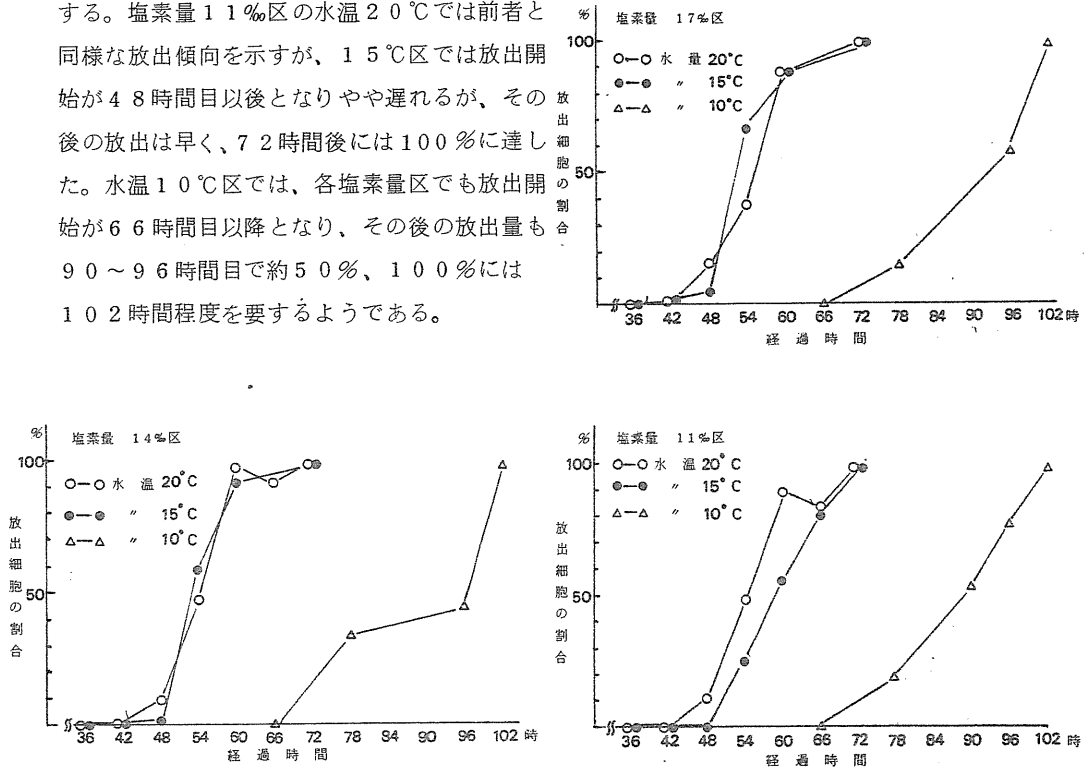 する。塩素量11‰区の水温20℃では前者と
同様な放出傾向を示すが、15℃区では放出開
始が48時間目以後となりやや遅れるが、その
後の放出は早く、72時間後には100%に達し
た。水温10℃区では、各塩素量区でも放出開
始が66時間目以降となり、その後の放出量も
90~96時間目で約50%、100%には
102時間程度を要するようである。
% 塩素量 17‰区
100
○-○ 水 量 20°C
●-● 〃 15°C
△-△ 〃 10°C
50
放出細胞の割合
36 42 48 54 60 66 78 84 90 96 102 時
経過時間
% 塩素量 14‰区
100
○-○ 水 温 20°C
●-● 〃 15°C
△-△ 〃 10°C
50
放出細胞の割合
36 42 48 54 60 66 72 78 90 96 102 時
経過時間
% 塩素量 11‰区
100
○-○ 水 温 20°C
●-● 〃 15°C
△-△ 〃 10°C
50
放出細胞の割合
36 42 48 54 60 66 72 78 84 90 96 102 時
経過時間